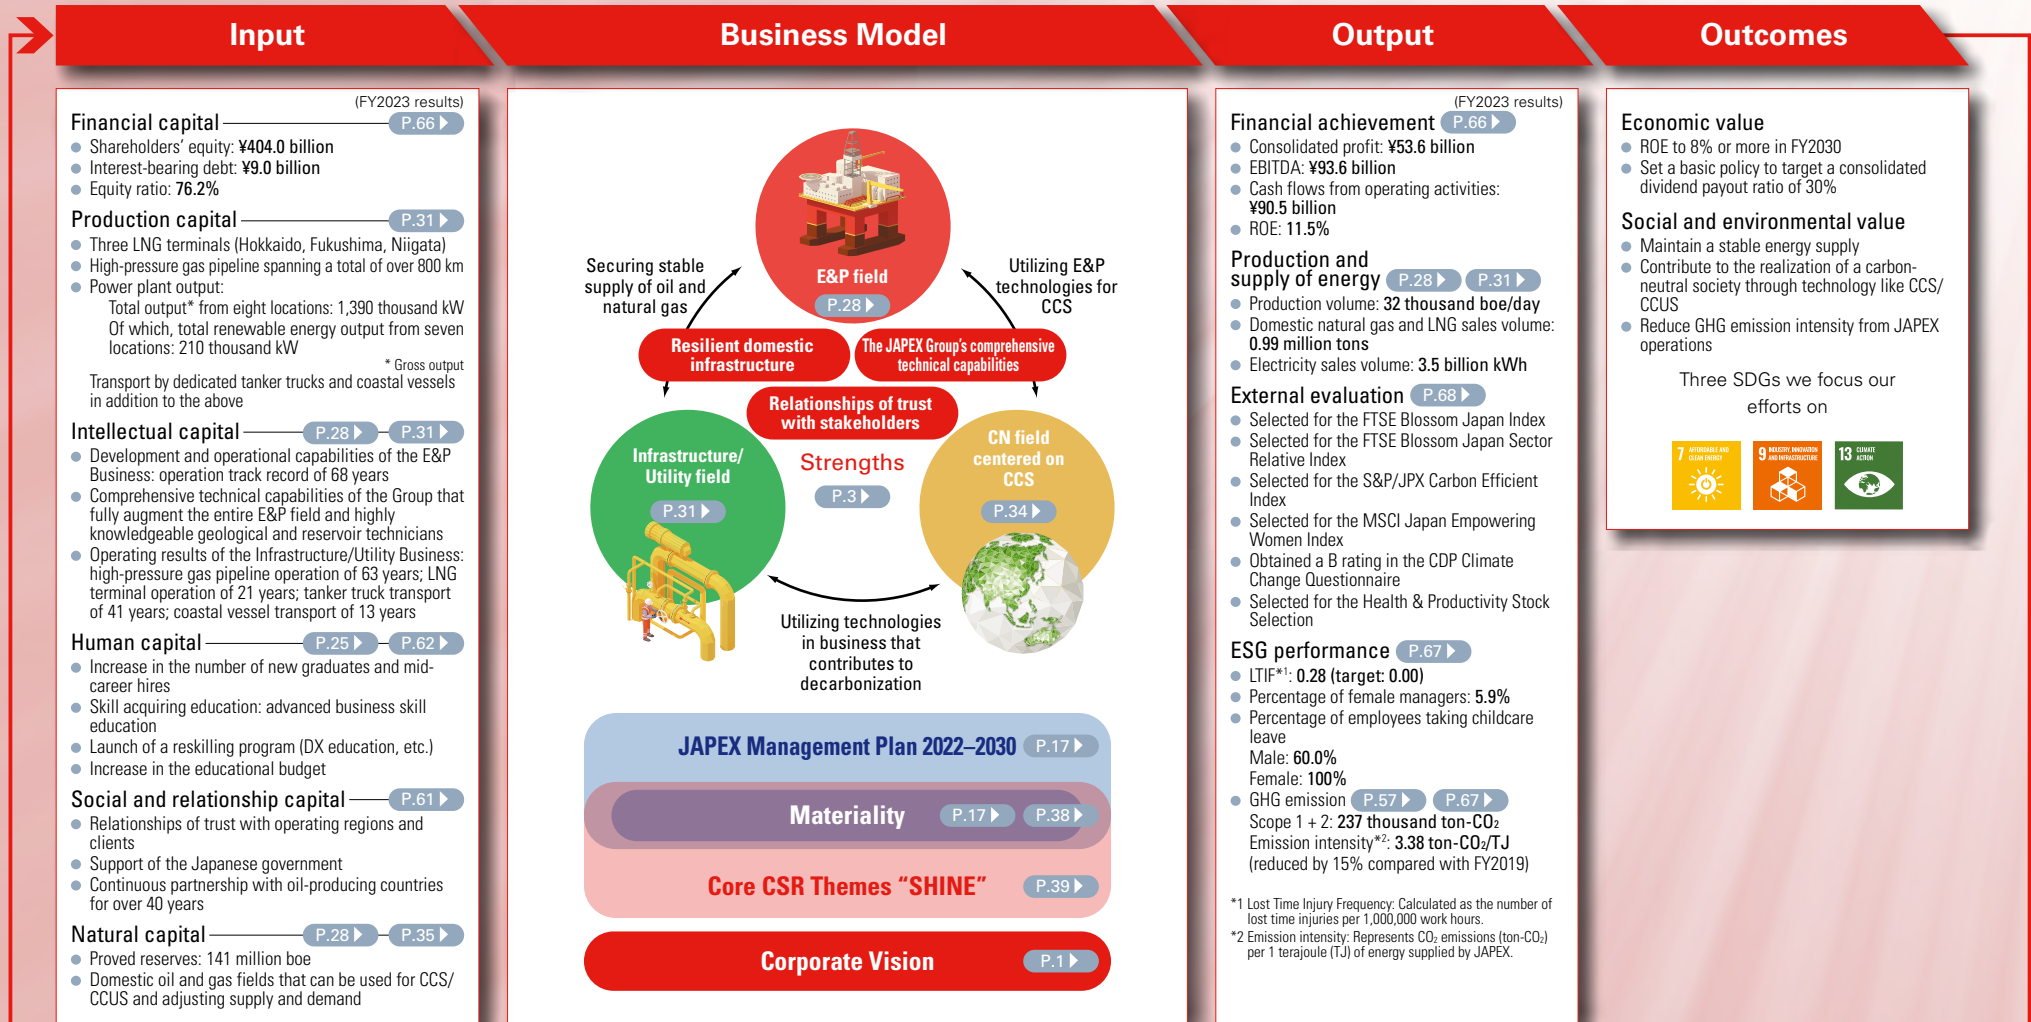 Input
Business Model
Output
Outcomes
(FY2023 results)
Financial capital P.66
Shareholders’ equity: ¥404.0 billion
Interest-bearing debt: ¥9.0 billion
Equity ratio: 76.2%
Production capital P.31
Three LNG terminals (Hokkaido, Fukushima, Niigata)
High-pressure gas pipeline spanning a total of over 800 km
Power plant output:
Total output* from eight locations: 1,390 thousand kW
Of which, total renewable energy output from seven
locations: 210 thousand kW
* Gross output
Transport by dedicated tanker trucks and coastal vessels
in addition to the above
Intellectual capital P.28 P.31
Development and operational capabilities of the E&P
Business: operation track record of 68 years
Comprehensive technical capabilities of the Group that
fully augment the entire E&P field and highly
knowledgeable geological and reservoir technicians
Operating results of the Infrastructure/Utility Business:
high-pressure gas pipeline operation of 63 years; LNG
terminal operation of 21 years; tanker truck transport
of 41 years; coastal vessel transport of 13 years
Human capital P.25 P.62
Increase in the number of new graduates and mid-
career hires
Skill acquiring education: advanced business skill
education
Launch of a reskilling program (DX education, etc.)
Increase in the educational budget
Social and relationship capital P.61
Relationships of trust with operating regions and
clients
Support of the Japanese government
Continuous partnership with oil-producing countries
for over 40 years
Natural capital P.28 P.35
Proved reserves: 141 million boe
Domestic oil and gas fields that can be used for CCS/
CCUS and adjusting supply and demand
E&P field
P.28
Securing stable
supply of oil and
natural gas
Utilizing E&P
technologies for
CCS
Resilient domestic
infrastructure
The JAPEX Group’s comprehensive
technical capabilities
Relationships of trust
with stakeholders
Strengths
P.3
Infrastructure/
Utility field
P.31
CN field
centered on
CCS
P.34
Utilizing technologies
in business that
contributes to
decarbonization
JAPEX Management Plan 2022–2030 P.17
Materiality P.17 P.38
Core CSR Themes “SHINE” P.39
Corporate Vision P.1
(FY2023 results)
Financial achievement P.66
Consolidated profit: ¥53.6 billion
EBITDA: ¥93.6 billion
Cash flows from operating activities:
¥90.5 billion
ROE: 11.5%
Production and
supply of energy P.28 P.31
Production volume: 32 thousand boe/day
Domestic natural gas and LNG sales volume:
0.99 million tons
Electricity sales volume: 3.5 billion kWh
External evaluation P.68
Selected for the FTSE Blossom Japan Index
Selected for the FTSE Blossom Japan Sector
Relative Index
Selected for the S&P/JPX Carbon Efficient
Index
Selected for the MSCI Japan Empowering
Women Index
Obtained a B rating in the CDP Climate
Change Questionnaire
Selected for the Health & Productivity Stock
Selection
ESG performance P.67
LTIF*1: 0.28 (target: 0.00)
Percentage of female managers: 5.9%
Percentage of employees taking childcare
leave
Male: 60.0%
Female: 100%
GHG emission P.57 P.67
Scope 1 + 2: 237 thousand ton-CO2
Emission intensity*2: 3.38 ton-CO2/TJ
(reduced by 15% compared with FY2019)
*1 Lost Time Injury Frequency: Calculated as the number of
lost time injuries per 1,000,000 work hours.
*2 Emission intensity: Represents CO2 emissions (ton-CO2)
per 1 terajoule (TJ) of energy supplied by JAPEX.
Economic value
ROE to 8% or more in FY2030
Set a basic policy to target a consolidated
dividend payout ratio of 30%
Social and environmental value
Maintain a stable energy supply
Contribute to the realization of a carbon-
neutral society through technology like CCS/
CCUS
Reduce GHG emission intensity from JAPEX
operations
Three SDGs we focus our
efforts on
7 AFFORDABLE AND
CLEAN ENERGY
9 INDUSTRY, INNOVATION
AND INFRASTRUCTURE
13 CLIMATE
ACTION